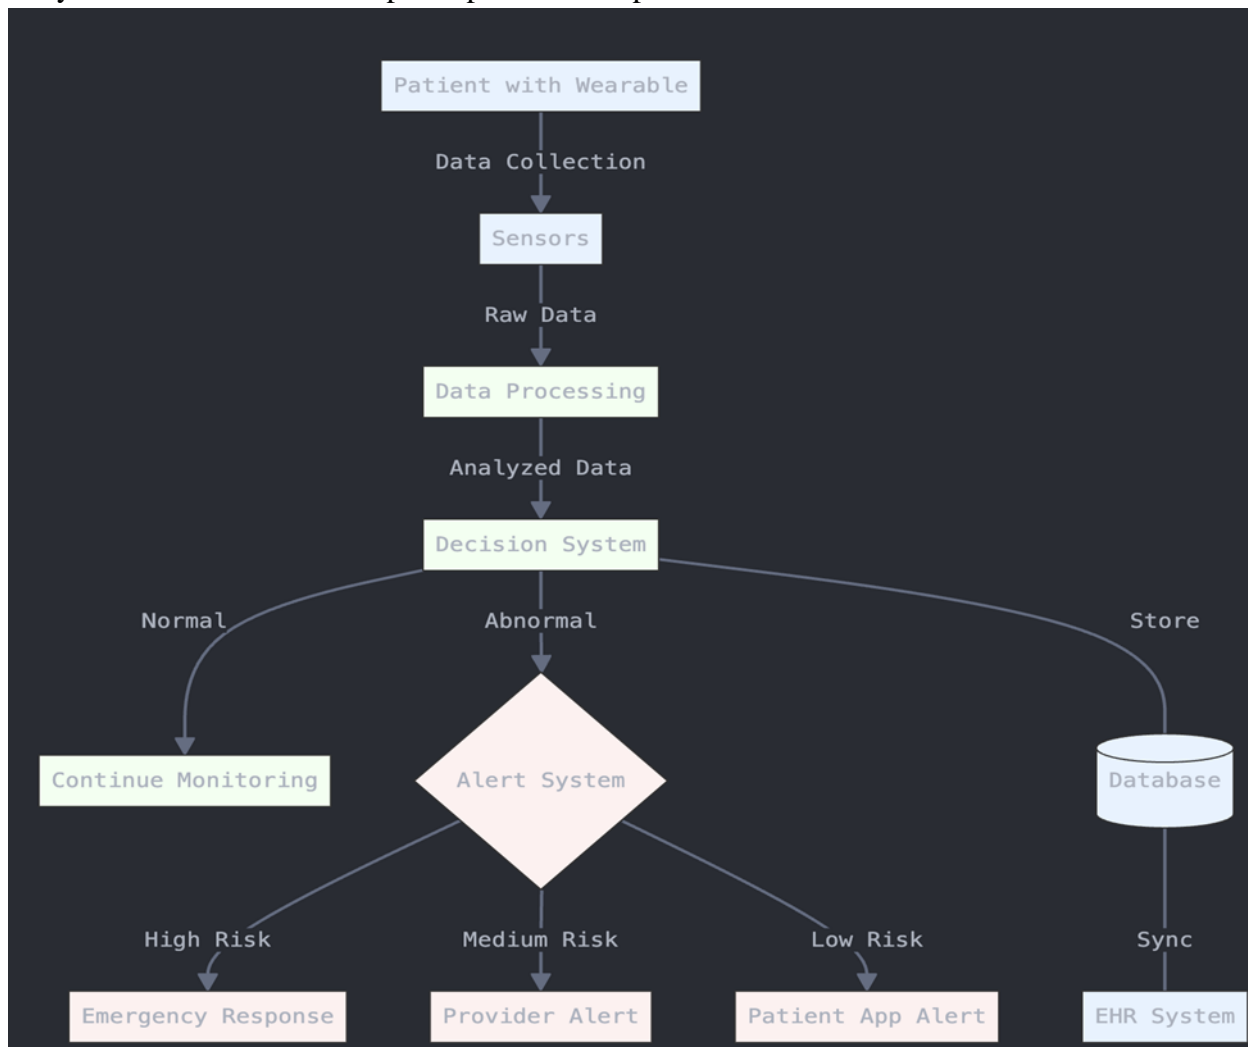 Patient with Wearable
Data Collection
Sensors
Raw Data
Data Processing
Analyzed Data
Decision System
Normal
Abnormal
Store
Continue Monitoring
Alert System
Database
High Risk
Medium Risk
Low Risk
Sync
Emergency Response
Provider Alert
Patient App Alert
EHR System